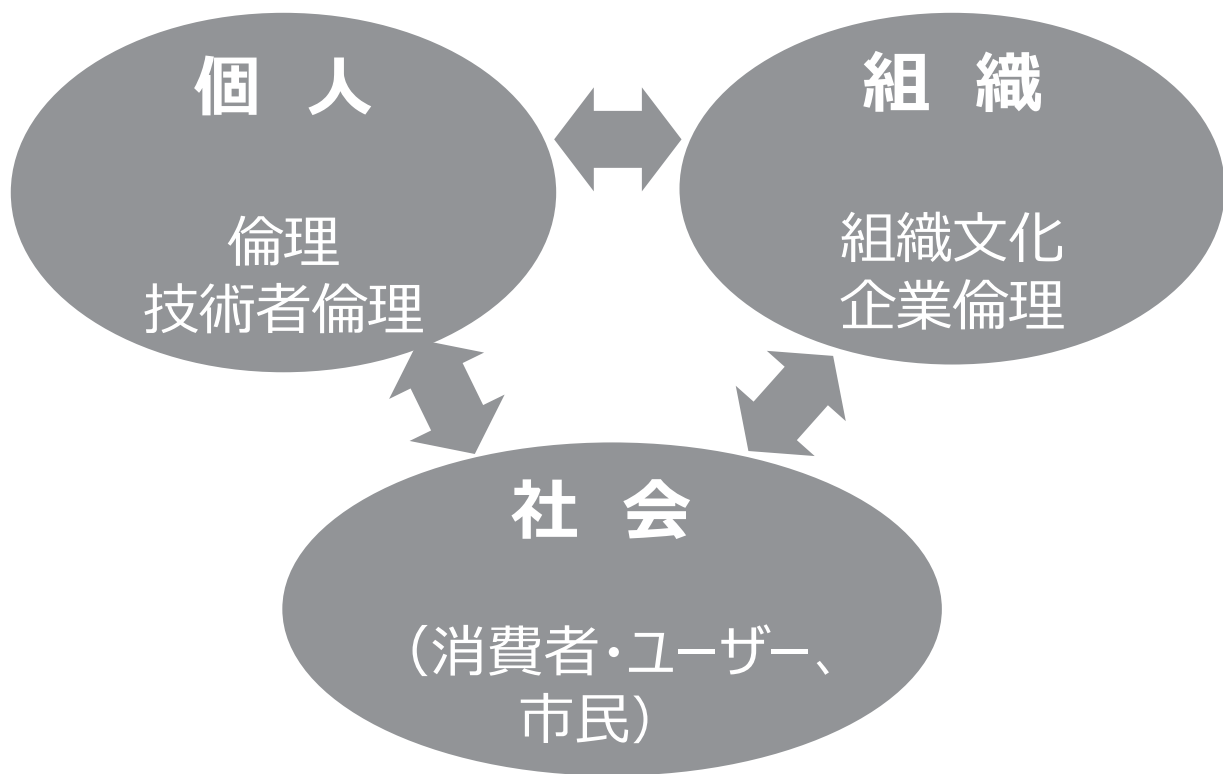 個 人
倫理
技術者倫理
組 織
組織文化
企業倫理
社 会
（消費者・ユーザー、
市民）